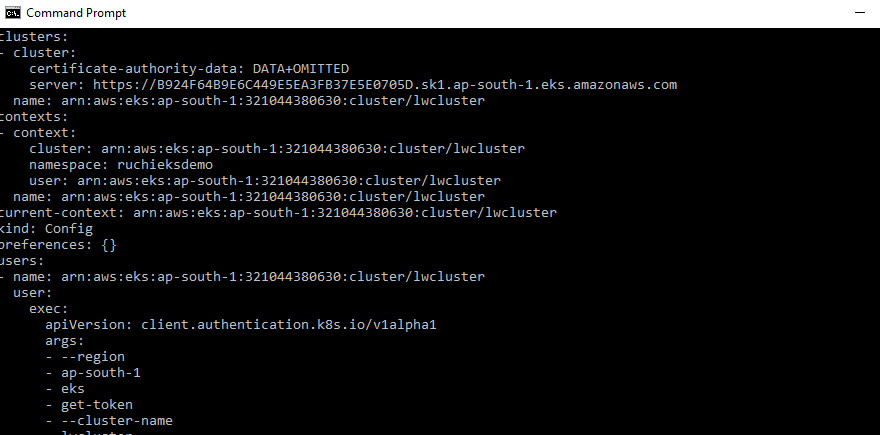 Command Prompt
clusters:
- cluster:
    certificate-authority-data: DATA+OMITTED
    server: https://B924F64B9E6C449E5EA3FB37E5E0705D.sk1.ap-south-1.eks.amazonaws.com
  name: arn:aws:eks:ap-south-1:321044380630:cluster/lwcluster
contexts:
- context:
    cluster: arn:aws:eks:ap-south-1:321044380630:cluster/lwcluster
    namespace: ruchieksdemo
    user: arn:aws:eks:ap-south-1:321044380630:cluster/lwcluster
  name: arn:aws:eks:ap-south-1:321044380630:cluster/lwcluster
current-context: arn:aws:eks:ap-south-1:321044380630:cluster/lwcluster
kind: Config
preferences: {}
users:
- name: arn:aws:eks:ap-south-1:321044380630:cluster/lwcluster
  user:
    exec:
      apiVersion: client.authentication.k8s.io/v1alpha1
      args:
      - --region
      - ap-south-1
      - eks
      - get-token
      - --cluster-name